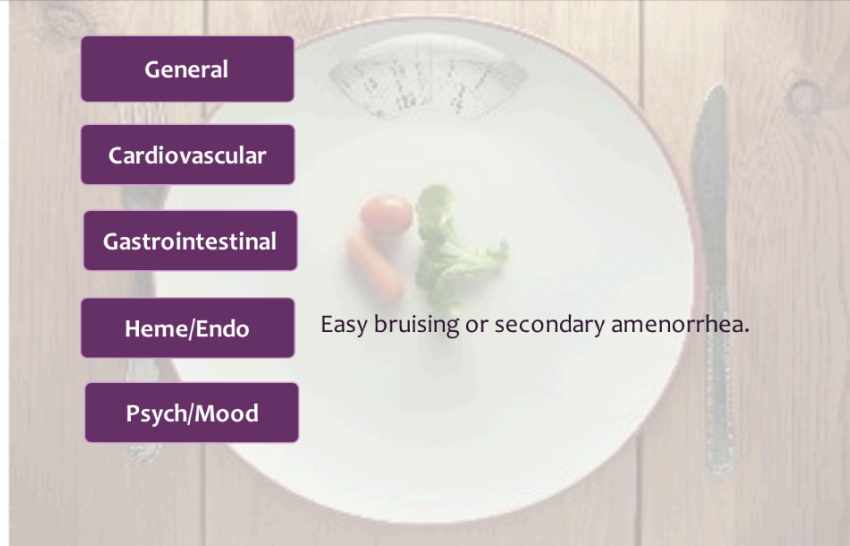 General
Cardiovascular
Gastrointestinal
Heme/Endo
Easy bruising or secondary amenorrhea.
Psych/Mood